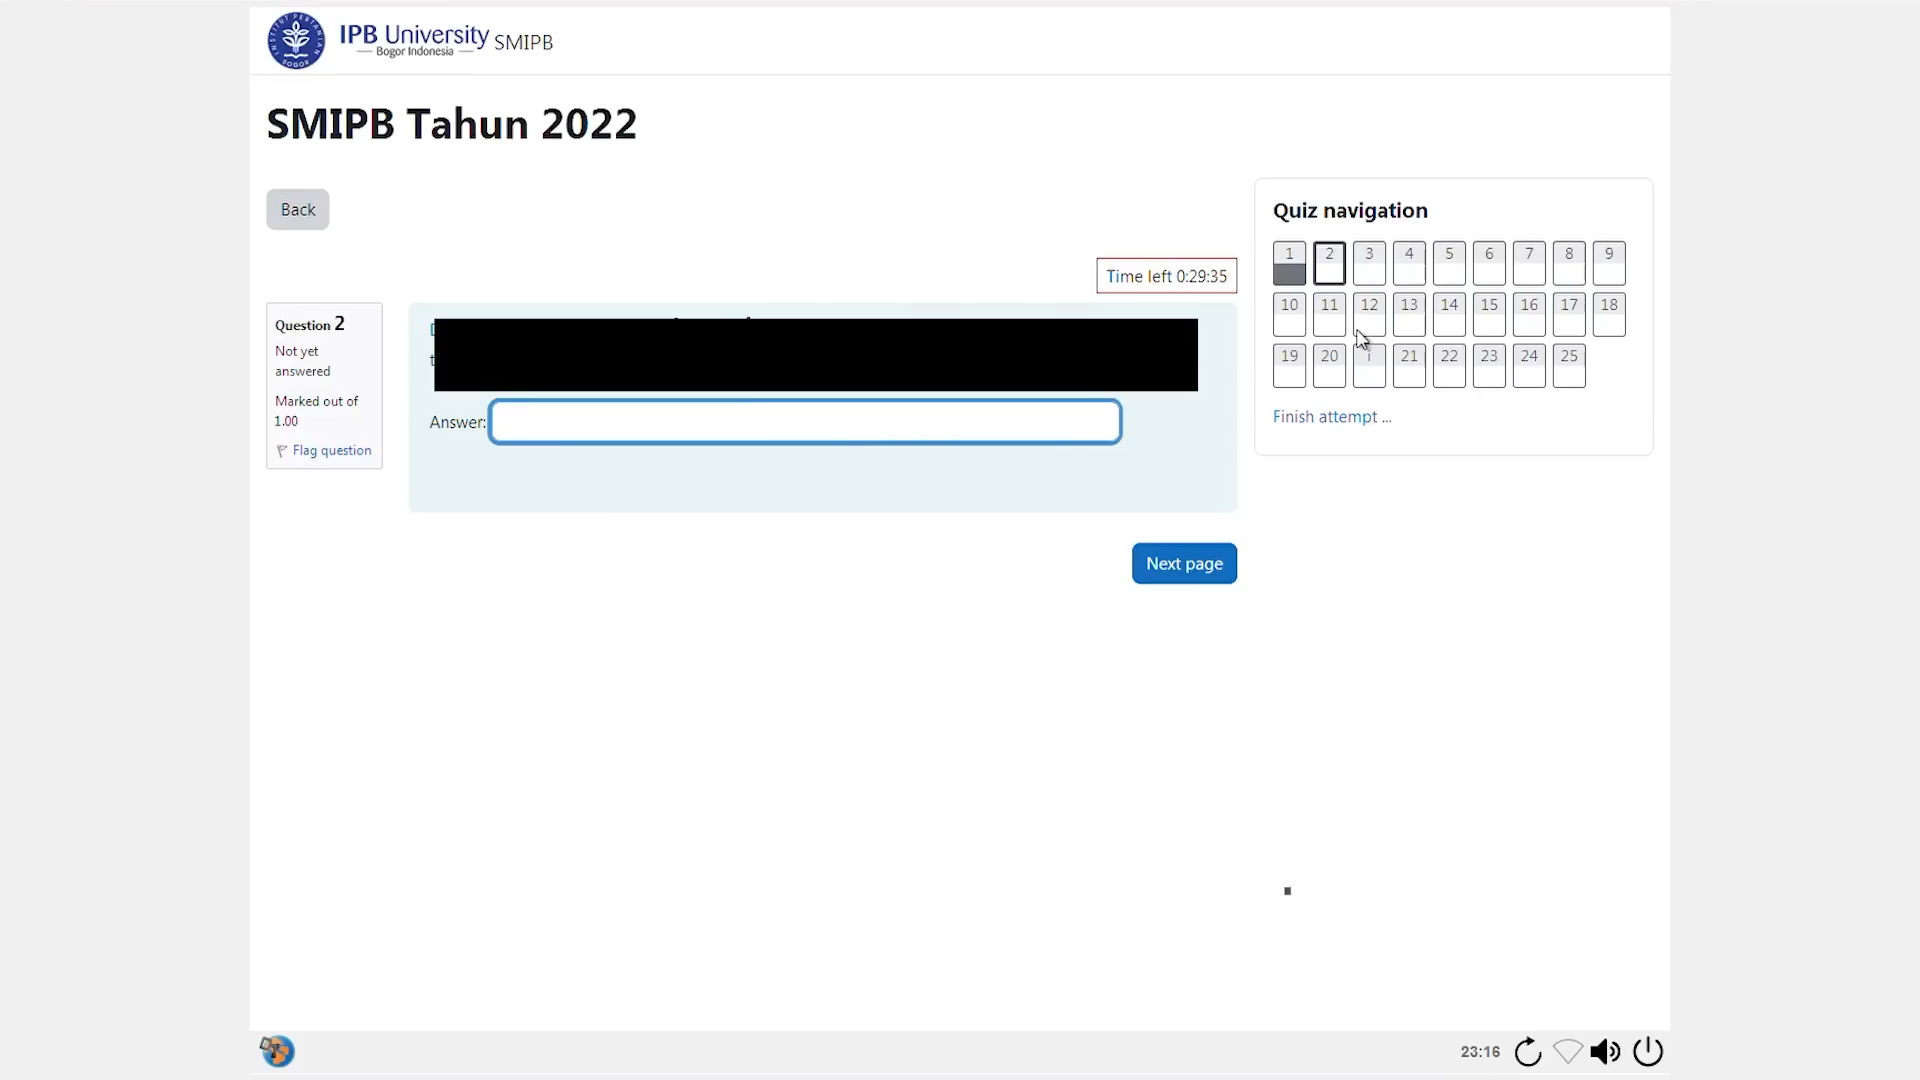 IPB University
Bogor Indonesia
SMIPB
SMIPB Tahun 2022
Back
Time left 0:29:35
Question 2
Not yet
answered
Marked out of
1.00
Flag question
Answer:
Next page
Quiz navigation
1 2 3 4 5 6 7 8 9
10 11 12 13 14 15 16 17 18
19 20 i 21 22 23 24 25
Finish attempt ...
23:16